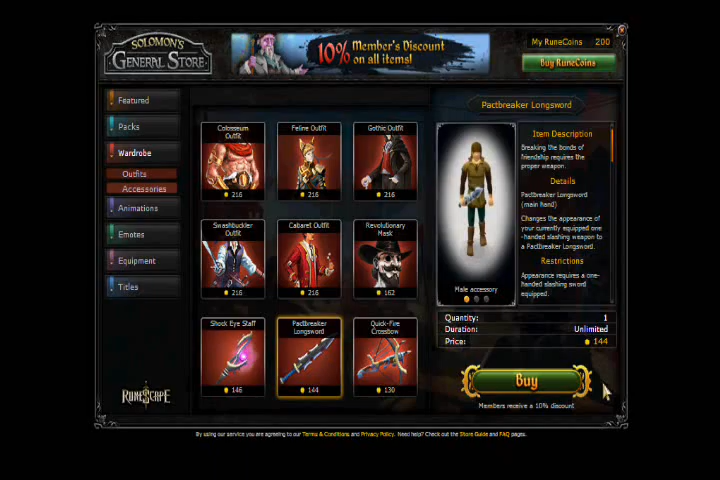 SOLOMON'S
GENERAL STORE
10% Member's Discount
on all items!
My RuneCoins 200
Buy RuneCoins
Featured
Packs
Wardrobe
Outfits
Accessories
Animations
Emotes
Equipment
Titles
Colosseum
Outfit
216
Feline Outfit
216
Gothic Outfit
216
Swashbuckler
Outfit
216
Cabaret Outfit
216
Revolutionary
Mask
162
Shock Eye Staff
146
Pactbreaker
Longsword
144
Quick-Fire
Crossbow
130
Pactbreaker Longsword
Male accessory
Item Description
Breaking the bonds of
friendship requires the
proper weapon.
Details
Pactbreaker Longsword
(main hand)
Changes the appearance of
your currently equipped one
-handed slashing weapon to
a Pactbreaker Longsword.
Restrictions
Appearance requires a one-
handed slashing sword
equipped.
Quantity: 1
Duration: Unlimited
Price: 144
Buy
Members receive a 10% discount
RUNESCAPE
By using our service you are agreeing to our Terms & Conditions and Privacy Policy. Need help? Check out the Store Guide and FAQ pages.